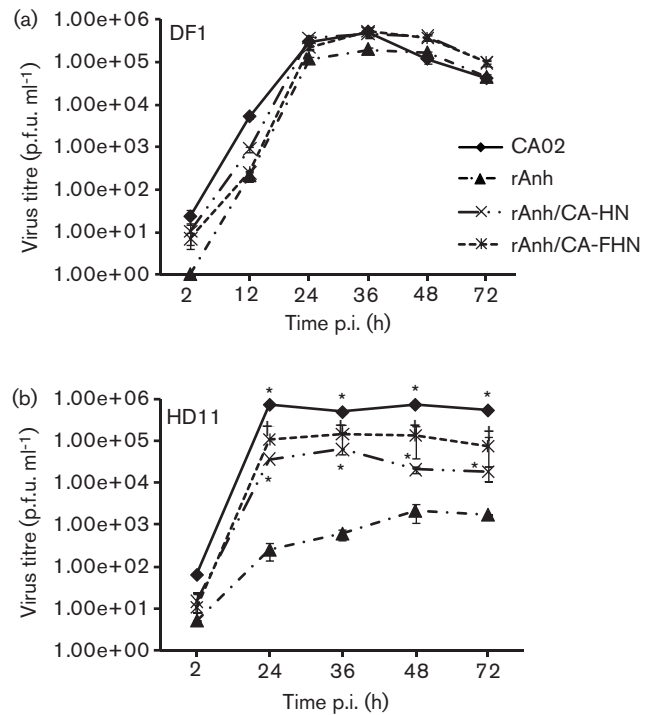 (a)
DF1
Virus titre (p.f.u. ml⁻¹)
1.00e+06
1.00e+05
1.00e+04
1.00e+03
1.00e+02
1.00e+01
1.00e+00
2 12 24 36 48 72
Time p.i. (h)
CA02
rAnh
rAnh/CA-HN
rAnh/CA-FHN
(b)
HD11
Virus titre (p.f.u. ml⁻¹)
1.00e+06
1.00e+05
1.00e+04
1.00e+03
1.00e+02
1.00e+01
1.00e+00
* * * *
* * * *
2 24 36 48 72
Time p.i. (h)